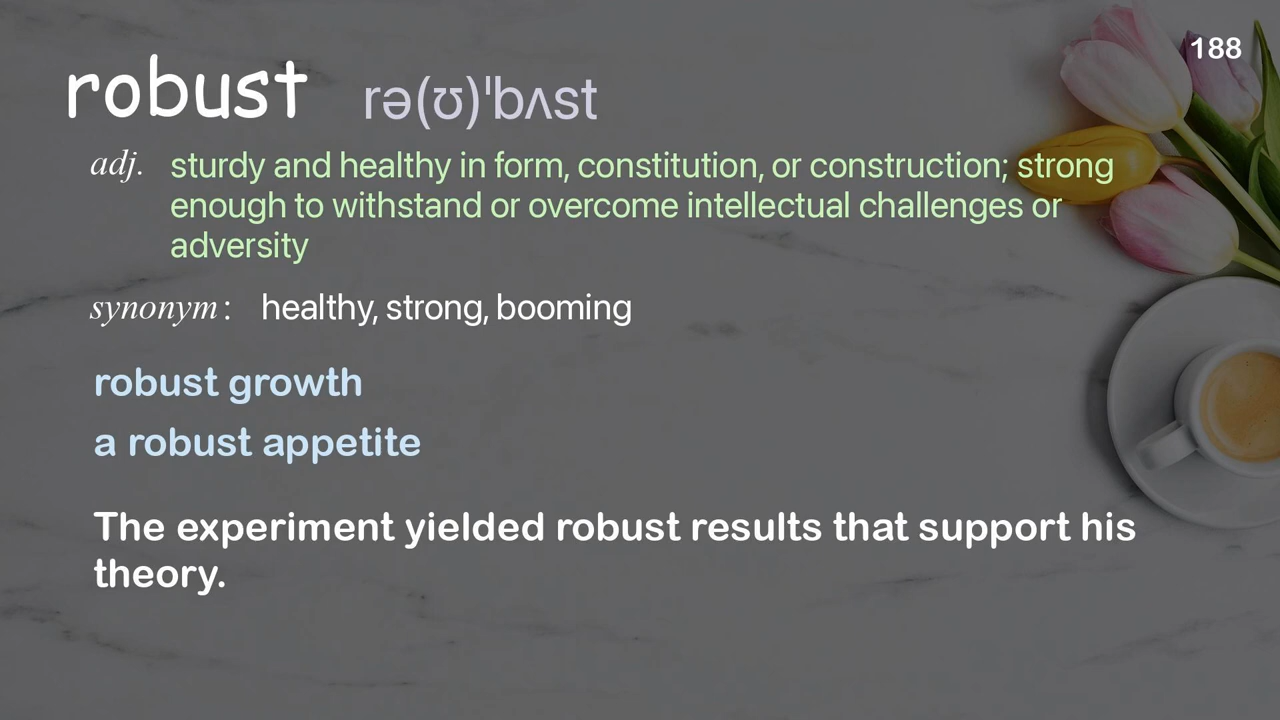 188
robust rə(ʊ)ˈbʌst
adj. sturdy and healthy in form, constitution, or construction; strong
enough to withstand or overcome intellectual challenges or
adversity
synonym: healthy, strong, booming
robust growth
a robust appetite
The experiment yielded robust results that support his
theory.